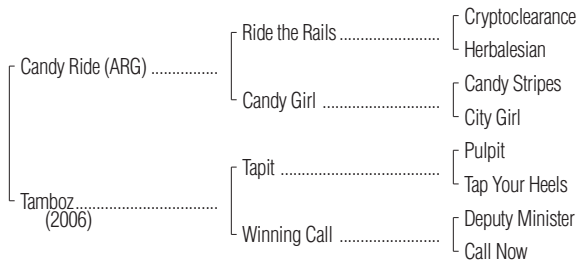 Cryptoclearance
Ride the Rails ....................
Herbalesian
Candy Ride (ARG) .............
Candy Stripes
Candy Girl .......................
City Girl
Pulpit
Tapit ................................
Tap Your Heels
Tamboz............................
(2006)
Deputy Minister
Winning Call ....................
Call Now